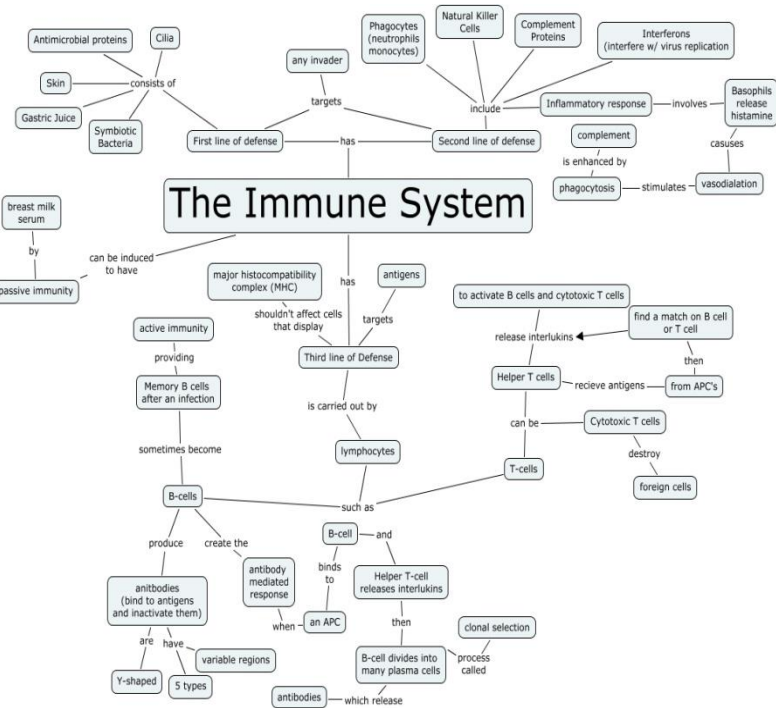 Antimicrobial proteins
Cilia
Skin
consists of
Gastric Juice
Symbiotic
Bacteria
First line of defense
any invader
targets
has
Second line of defense
Phagocytes
(neutrophils
monocytes)
Natural Killer
Cells
Complement
Proteins
Interferons
(interfere w/ virus replication
include
Inflammatory response
involves
Basophils
release
histamine
complement
is enhanced by
casuses
phagocytosis
stimulates
vasodialation
The Immune System
breast milk
serum
by
can be induced
to have
passive immunity
major histocompatibility
complex (MHC)
has
antigens
shouldn't affect cells
that display
targets
Third line of Defense
is carried out by
lymphocytes
such as
active immunity
providing
Memory B cells
after an infection
sometimes become
B-cells
to activate B cells and cytotoxic T cells
release interlukins
find a match on B cell
or T cell
then
Helper T cells
recieve antigens
from APC's
can be
Cytotoxic T cells
destroy
foreign cells
T-cells
produce
create the
anitbodies
(bind to antigens
and inactivate them)
are
have
Y-shaped
5 types
variable regions
antibody
mediated
response
when
an APC
binds
to
B-cell
and
Helper T-cell
releases interlukins
then
B-cell divides into
many plasma cells
process
called
clonal selection
which release
antibodies